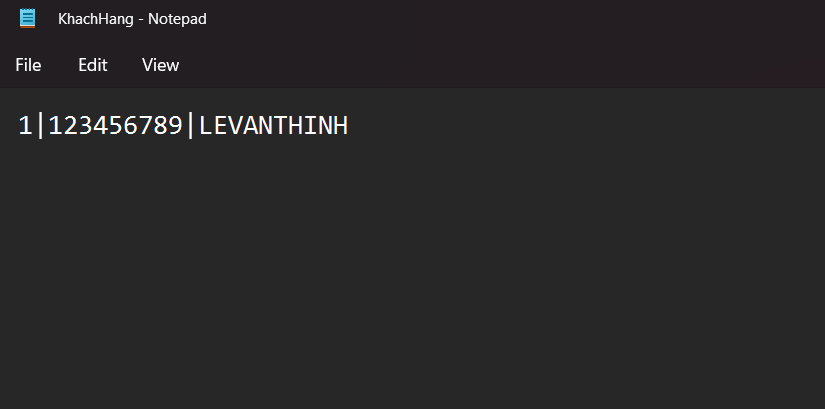 KhachHang - Notepad
File Edit View
1|123456789|LEVANTHINH